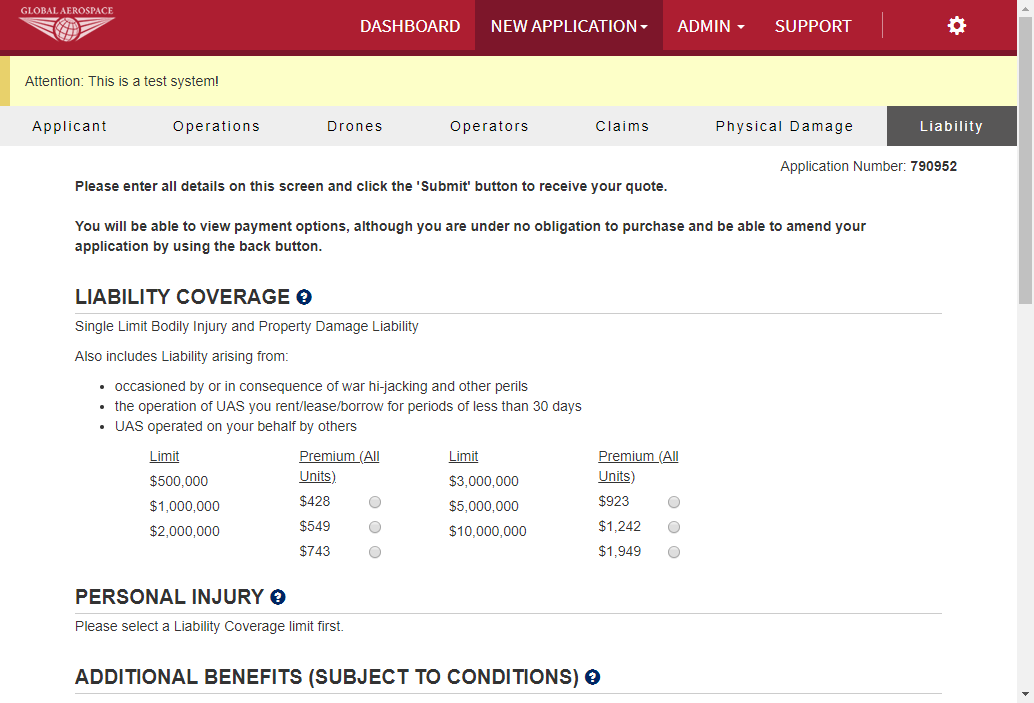 GLOBAL AEROSPACE
DASHBOARD NEW APPLICATION ADMIN SUPPORT
Attention: This is a test system!
Applicant Operations Drones Operators Claims Physical Damage Liability
Application Number: 790952
Please enter all details on this screen and click the 'Submit' button to receive your quote.
You will be able to view payment options, although you are under no obligation to purchase and be able to amend your
application by using the back button.
LIABILITY COVERAGE ?
Single Limit Bodily Injury and Property Damage Liability
Also includes Liability arising from:
• occasioned by or in consequence of war hi-jacking and other perils
• the operation of UAS you rent/lease/borrow for periods of less than 30 days
• UAS operated on your behalf by others
Limit Premium (All Limit Premium (All
Units) Units)
$500,000 $3,000,000
$428 $923
$1,000,000 $5,000,000
$549 $1,242
$2,000,000 $10,000,000
$743 $1,949
PERSONAL INJURY ?
Please select a Liability Coverage limit first.
ADDITIONAL BENEFITS (SUBJECT TO CONDITIONS) ?